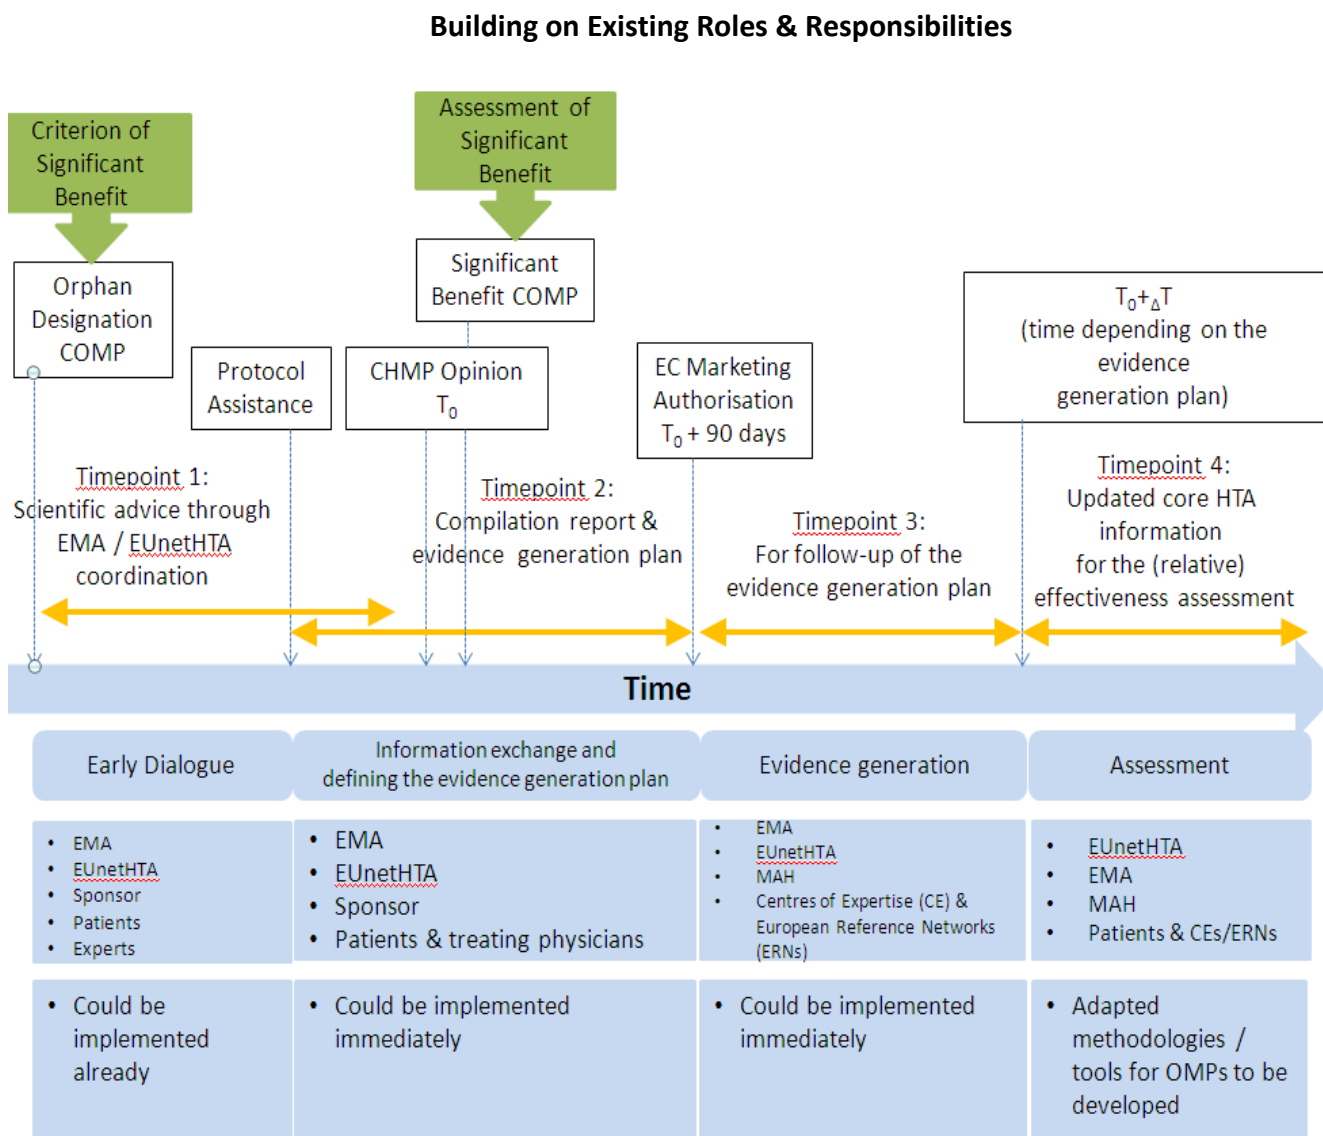 Building on Existing Roles & Responsibilities
Criterion of
Significant
Benefit
Assessment of
Significant
Benefit
Orphan
Designation
COMP
Protocol
Assistance
Significant
Benefit COMP
CHMP Opinion
T0
EC Marketing
Authorisation
T0 + 90 days
T0+ΔT
(time depending on the
evidence
generation plan)
Timepoint 1:
Scientific advice through
EMA / EUnetHTA
coordination
Timepoint 2:
Compilation report &
evidence generation plan
Timepoint 3:
For follow-up of the
evidence generation plan
Timepoint 4:
Updated core HTA
information
for the (relative)
effectiveness assessment
Time
Early Dialogue
Information exchange and
defining the evidence generation plan
Evidence generation
Assessment
• EMA
• EUnetHTA
• Sponsor
• Patients
• Experts
• EMA
• EUnetHTA
• Sponsor
• Patients & treating physicians
• EMA
• EUnetHTA
• MAH
• Centres of Expertise (CE) &
European Reference Networks
(ERNs)
• EUnetHTA
• EMA
• MAH
• Patients & CEs/ERNs
• Could be
implemented
already
• Could be implemented
immediately
• Could be implemented
immediately
• Adapted
methodologies /
tools for OMPs to be
developed